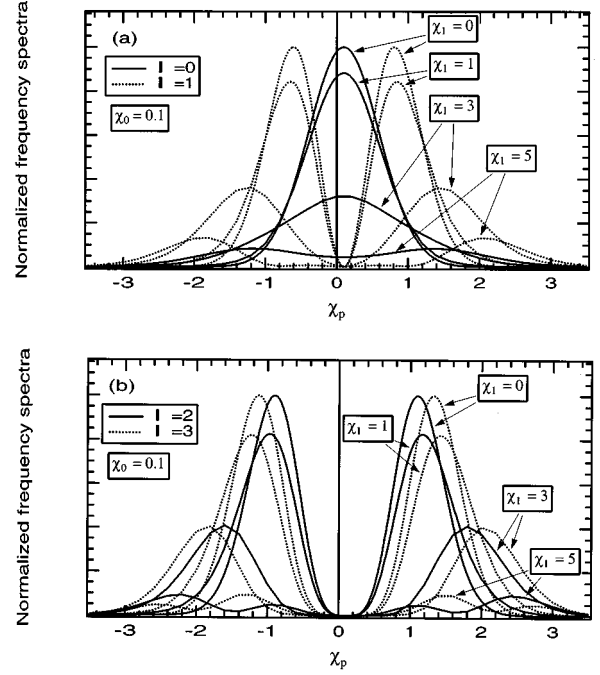 Normalized frequency spectra
(a)
l =0
l =1
χ₀ = 0.1
χ₁ = 0
χ₁ = 1
χ₁ = 3
χ₁ = 5
-3 -2 -1 0 1 2 3
χₚ
Normalized frequency spectra
(b)
l =2
l =3
χ₀ = 0.1
χ₁ = 0
χ₁ = 1
χ₁ = 3
χ₁ = 5
-3 -2 -1 0 1 2 3
χₚ